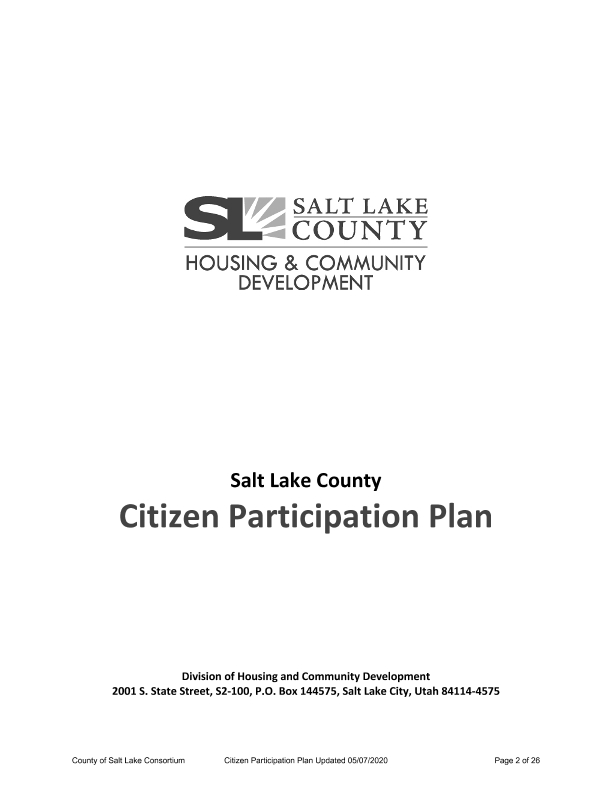 SL SALT LAKE
COUNTY
HOUSING & COMMUNITY
DEVELOPMENT
Salt Lake County
Citizen Participation Plan
Division of Housing and Community Development
2001 S. State Street, S2-100, P.O. Box 144575, Salt Lake City, Utah 84114-4575
County of Salt Lake Consortium Citizen Participation Plan Updated 05/07/2020 Page 2 of 26